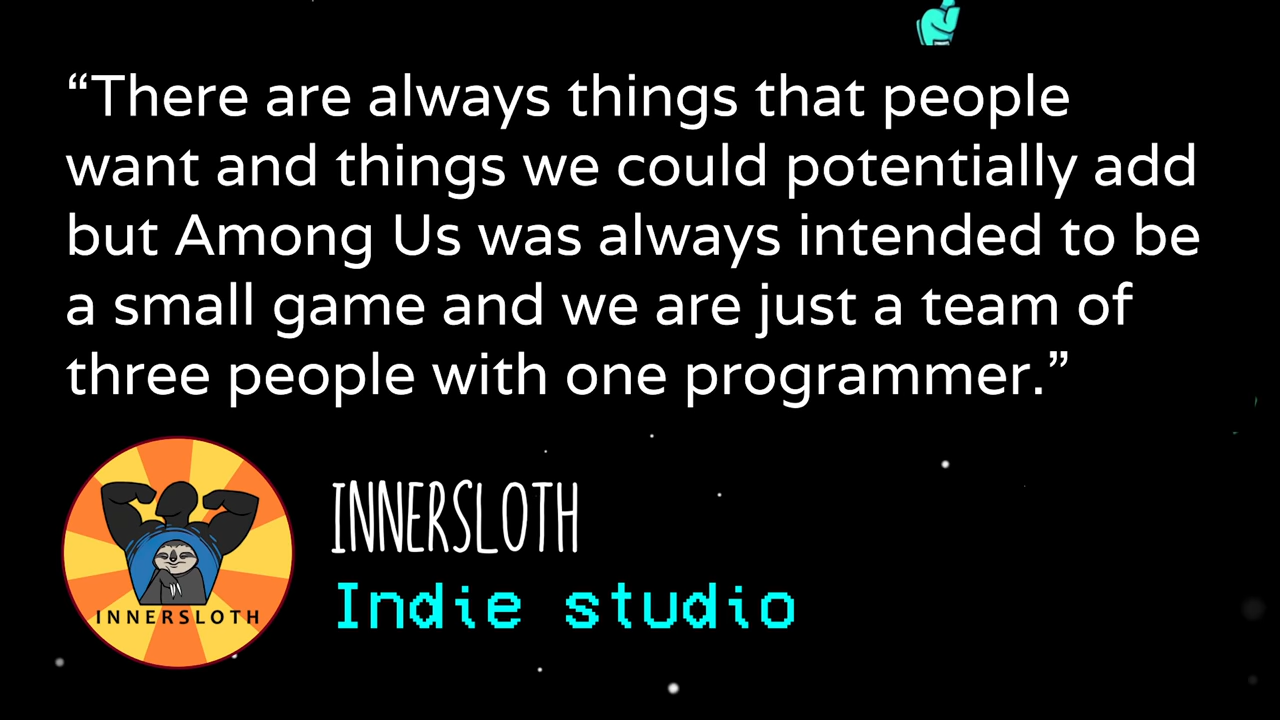 “There are always things that people
want and things we could potentially add
but Among Us was always intended to be
a small game and we are just a team of
three people with one programmer.”
INNERSLOTH
Indie studio
INNERSLOTH